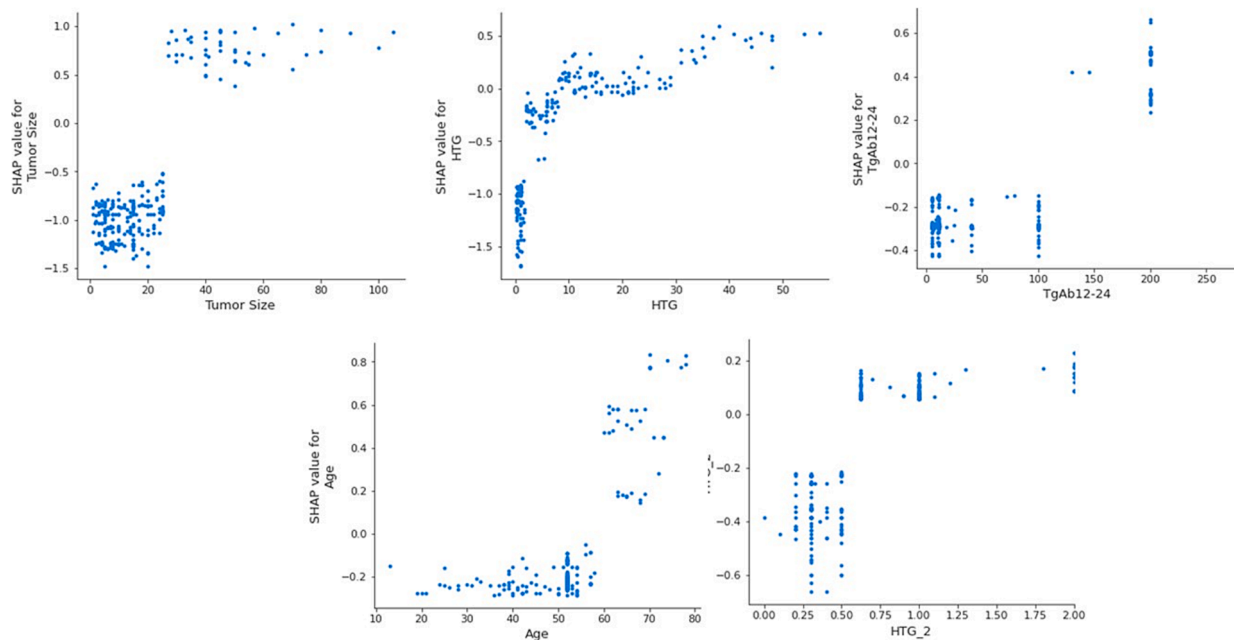 1.0
0.5
0.0
−0.5
−1.0
−1.5
SHAP value for
Tumor Size
0 20 40 60 80 100
Tumor Size
0.5
0.0
−0.5
−1.0
−1.5
SHAP value for
HTG
0 10 20 30 40 50
HTG
0.6
0.4
0.2
0.0
−0.2
−0.4
SHAP value for
TgAb12-24
0 50 100 150 200 250
TgAb12-24
0.8
0.6
0.4
0.2
0.0
−0.2
SHAP value for
Age
10 20 30 40 50 60 70 80
Age
0.2
0.0
−0.2
−0.4
−0.6
0.00 0.25 0.50 0.75 1.00 1.25 1.50 1.75 2.00
HTG_2